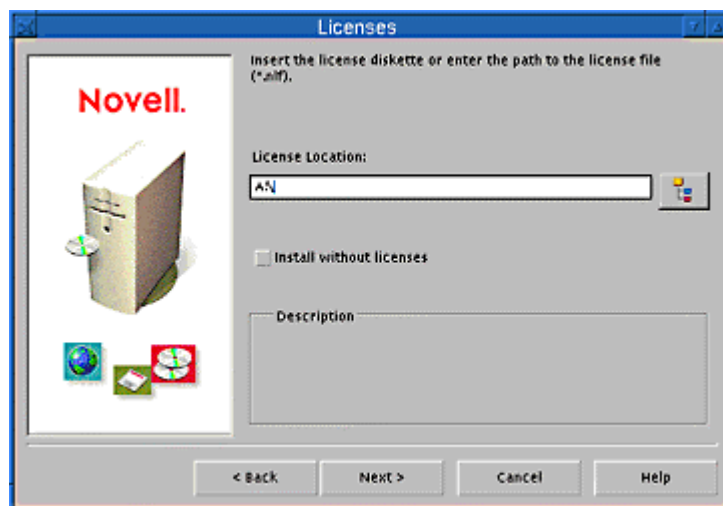 Licenses
Insert the license diskette or enter the path to the license file
(*.nlf).
Novell.
License Location:
Install without licenses
Description
< Back
Next >
Cancel
Help